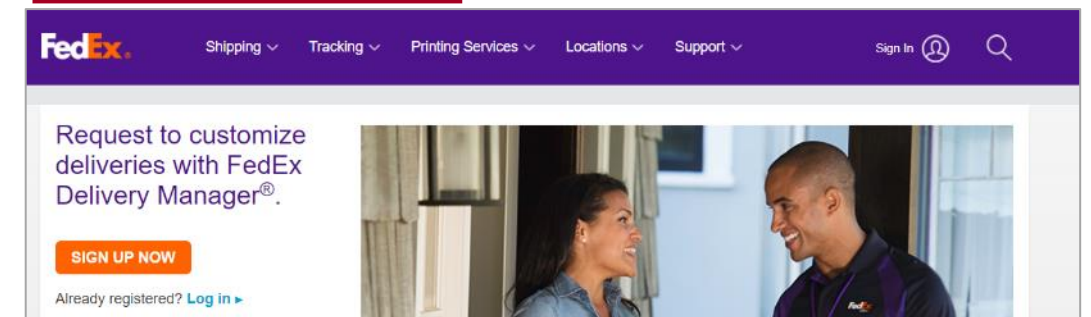 FedEx®
Shipping Tracking Printing Services Locations Support Sign In
Request to customize
deliveries with FedEx
Delivery Manager®.
SIGN UP NOW
Already registered? Log in ▸
FedEx